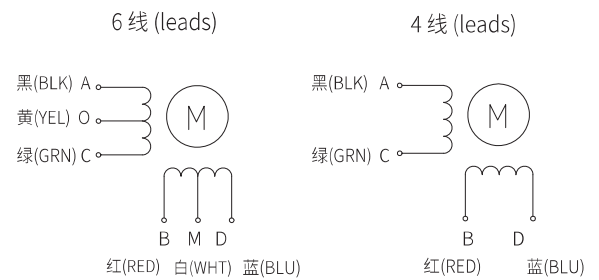 6 线 (leads)
黑(BLK) A
黄(YEL) O
绿(GRN) C
M
B M D
红(RED) 白(WHT) 蓝(BLU)
4 线 (leads)
黑(BLK) A
绿(GRN) C
M
B D
红(RED) 蓝(BLU)